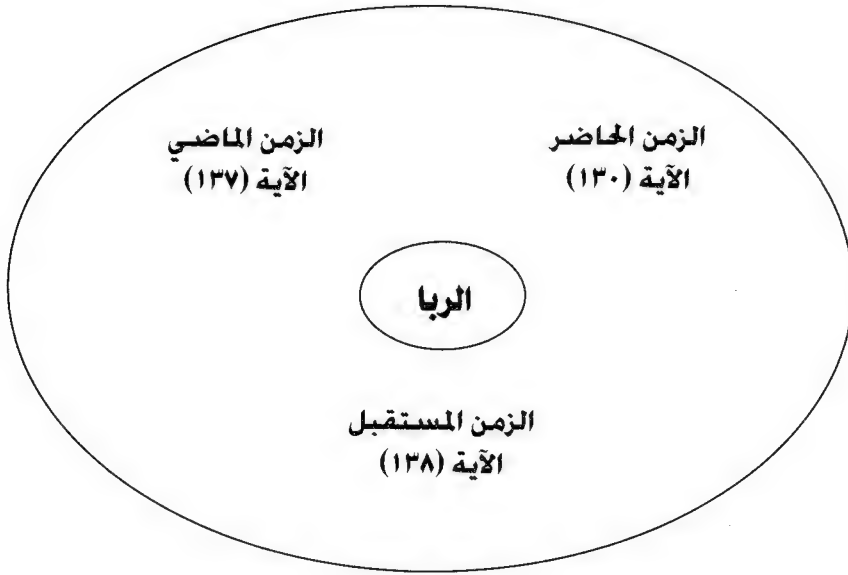 الزمن الحاضر
الآية (١٣٠)
الزمن الماضي
الآية (١٣٧)
الربا
الزمن المستقبل
الآية (١٣٨)